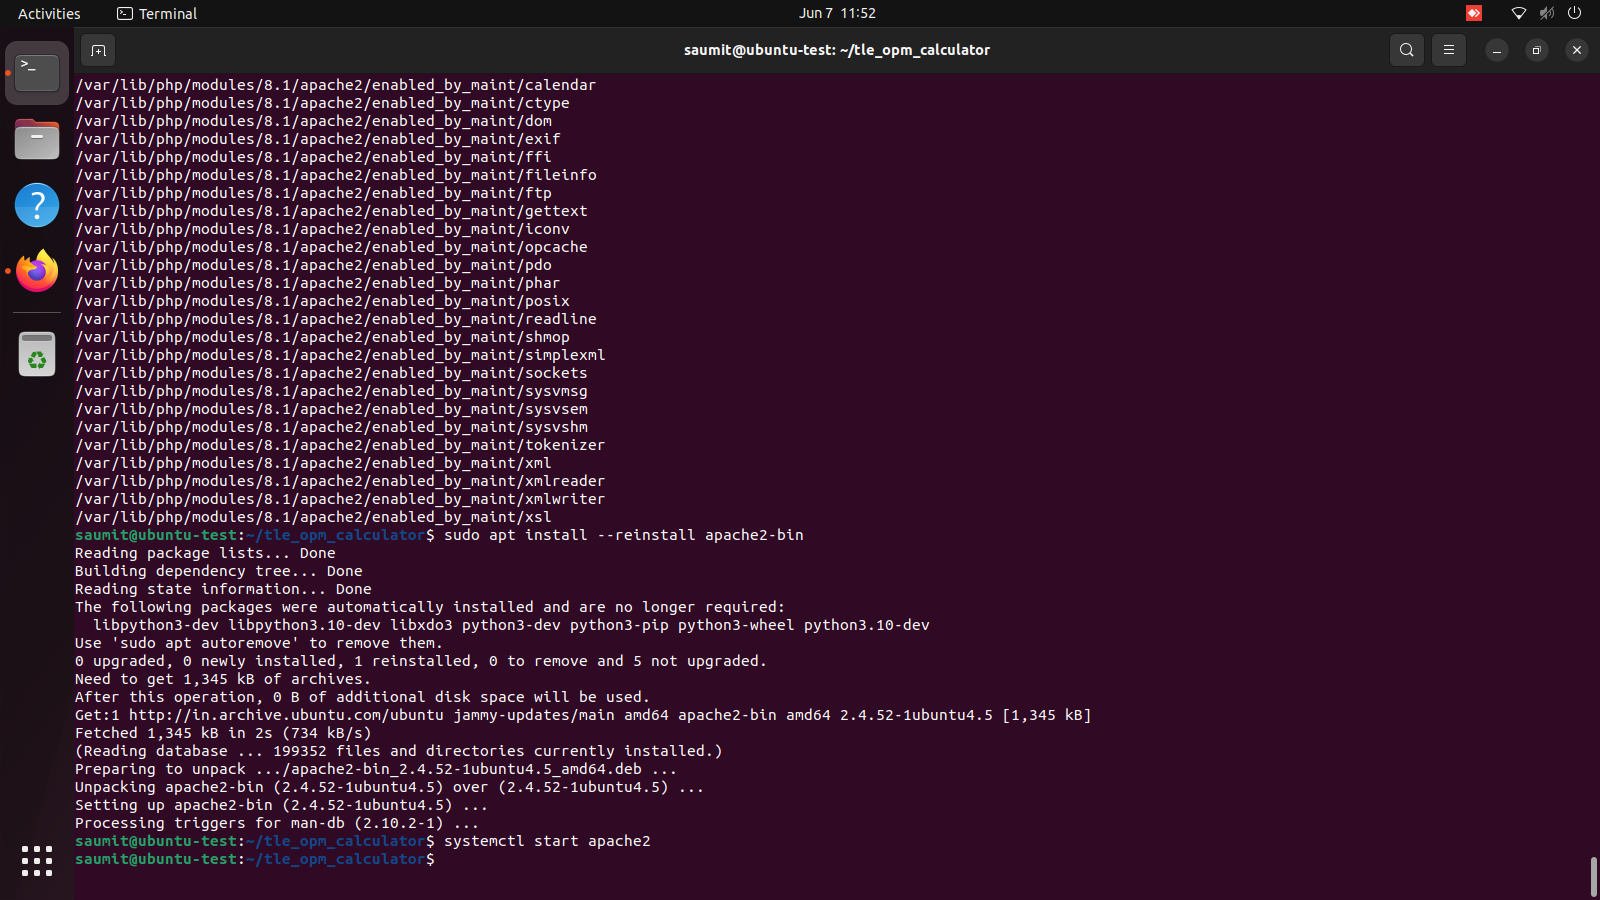 Activities
Terminal
Jun 7 11:52
saumit@ubuntu-test: ~/tle_opm_calculator
/var/lib/php/modules/8.1/apache2/enabled_by_maint/calendar
/var/lib/php/modules/8.1/apache2/enabled_by_maint/ctype
/var/lib/php/modules/8.1/apache2/enabled_by_maint/dom
/var/lib/php/modules/8.1/apache2/enabled_by_maint/exif
/var/lib/php/modules/8.1/apache2/enabled_by_maint/ffi
/var/lib/php/modules/8.1/apache2/enabled_by_maint/fileinfo
/var/lib/php/modules/8.1/apache2/enabled_by_maint/ftp
/var/lib/php/modules/8.1/apache2/enabled_by_maint/gettext
/var/lib/php/modules/8.1/apache2/enabled_by_maint/iconv
/var/lib/php/modules/8.1/apache2/enabled_by_maint/opcache
/var/lib/php/modules/8.1/apache2/enabled_by_maint/pdo
/var/lib/php/modules/8.1/apache2/enabled_by_maint/phar
/var/lib/php/modules/8.1/apache2/enabled_by_maint/posix
/var/lib/php/modules/8.1/apache2/enabled_by_maint/readline
/var/lib/php/modules/8.1/apache2/enabled_by_maint/shmop
/var/lib/php/modules/8.1/apache2/enabled_by_maint/simplexml
/var/lib/php/modules/8.1/apache2/enabled_by_maint/sockets
/var/lib/php/modules/8.1/apache2/enabled_by_maint/sysvmsg
/var/lib/php/modules/8.1/apache2/enabled_by_maint/sysvsem
/var/lib/php/modules/8.1/apache2/enabled_by_maint/sysvshm
/var/lib/php/modules/8.1/apache2/enabled_by_maint/tokenizer
/var/lib/php/modules/8.1/apache2/enabled_by_maint/xml
/var/lib/php/modules/8.1/apache2/enabled_by_maint/xmlreader
/var/lib/php/modules/8.1/apache2/enabled_by_maint/xmlwriter
/var/lib/php/modules/8.1/apache2/enabled_by_maint/xsl
saumit@ubuntu-test:~/tle_opm_calculator$ sudo apt install --reinstall apache2-bin
Reading package lists... Done
Building dependency tree... Done
Reading state information... Done
The following packages were automatically installed and are no longer required:
  libpython3-dev libpython3.10-dev libxdo3 python3-dev python3-pip python3-wheel python3.10-dev
Use 'sudo apt autoremove' to remove them.
0 upgraded, 0 newly installed, 1 reinstalled, 0 to remove and 5 not upgraded.
Need to get 1,345 kB of archives.
After this operation, 0 B of additional disk space will be used.
Get:1 http://in.archive.ubuntu.com/ubuntu jammy-updates/main amd64 apache2-bin amd64 2.4.52-1ubuntu4.5 [1,345 kB]
Fetched 1,345 kB in 2s (734 kB/s)
(Reading database ... 199352 files and directories currently installed.)
Preparing to unpack .../apache2-bin_2.4.52-1ubuntu4.5_amd64.deb ...
Unpacking apache2-bin (2.4.52-1ubuntu4.5) over (2.4.52-1ubuntu4.5) ...
Setting up apache2-bin (2.4.52-1ubuntu4.5) ...
Processing triggers for man-db (2.10.2-1) ...
saumit@ubuntu-test:~/tle_opm_calculator$ systemctl start apache2
saumit@ubuntu-test:~/tle_opm_calculator$